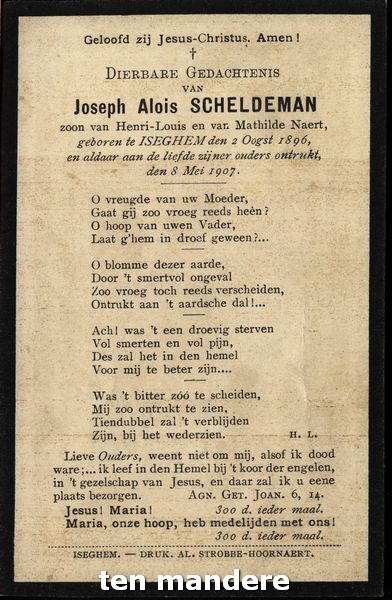 Geloofd zij Jesus-Christus. Amen!
†
DIERBARE GEDACHTENIS
VAN
Joseph Alois SCHELDEMAN
zoon van Henri-Louis en van Mathilde Naert,
geboren te ISEGHEM den 2 Oogst 1896,
en aldaar aan de liefde zijner ouders ontrukt,
den 8 Mei 1907.
O vreugde van uw Moeder,
Gaat gij zoo vroeg reeds heên?
O hoop van uwen Vader,
Laat g'hem in droef geween?...
O blomme dezer aarde,
Door 't smertvol ongeval
Zoo vroeg toch reeds verscheiden,
Ontrukt aan 't aardsche dal!...
Ach! was 't een droevig sterven
Vol smerten en vol pijn,
Des zal het in den hemel
Voor mij te beter zijn....
Was 't bitter zóó te scheiden,
Mij zoo ontrukt te zien,
Tiendubbel zal 't verblijden
Zijn, bij het wederzien. H. L.
Lieve Ouders, weent niet om mij, alsof ik dood
ware;... ik leef in den Hemel bij 't koor der engelen,
in 't gezelschap van Jesus, en daar zal ik u eene
plaats bezorgen. AGN. GET. JOAN. 6, 14.
Jesus! Maria! 300 d. ieder maal.
Maria, onze hoop, heb medelijden met ons!
300 d. ieder maal.
ISEGHEM. — DRUK. AL. STROBBE-HOORNAERT.
ten mandere